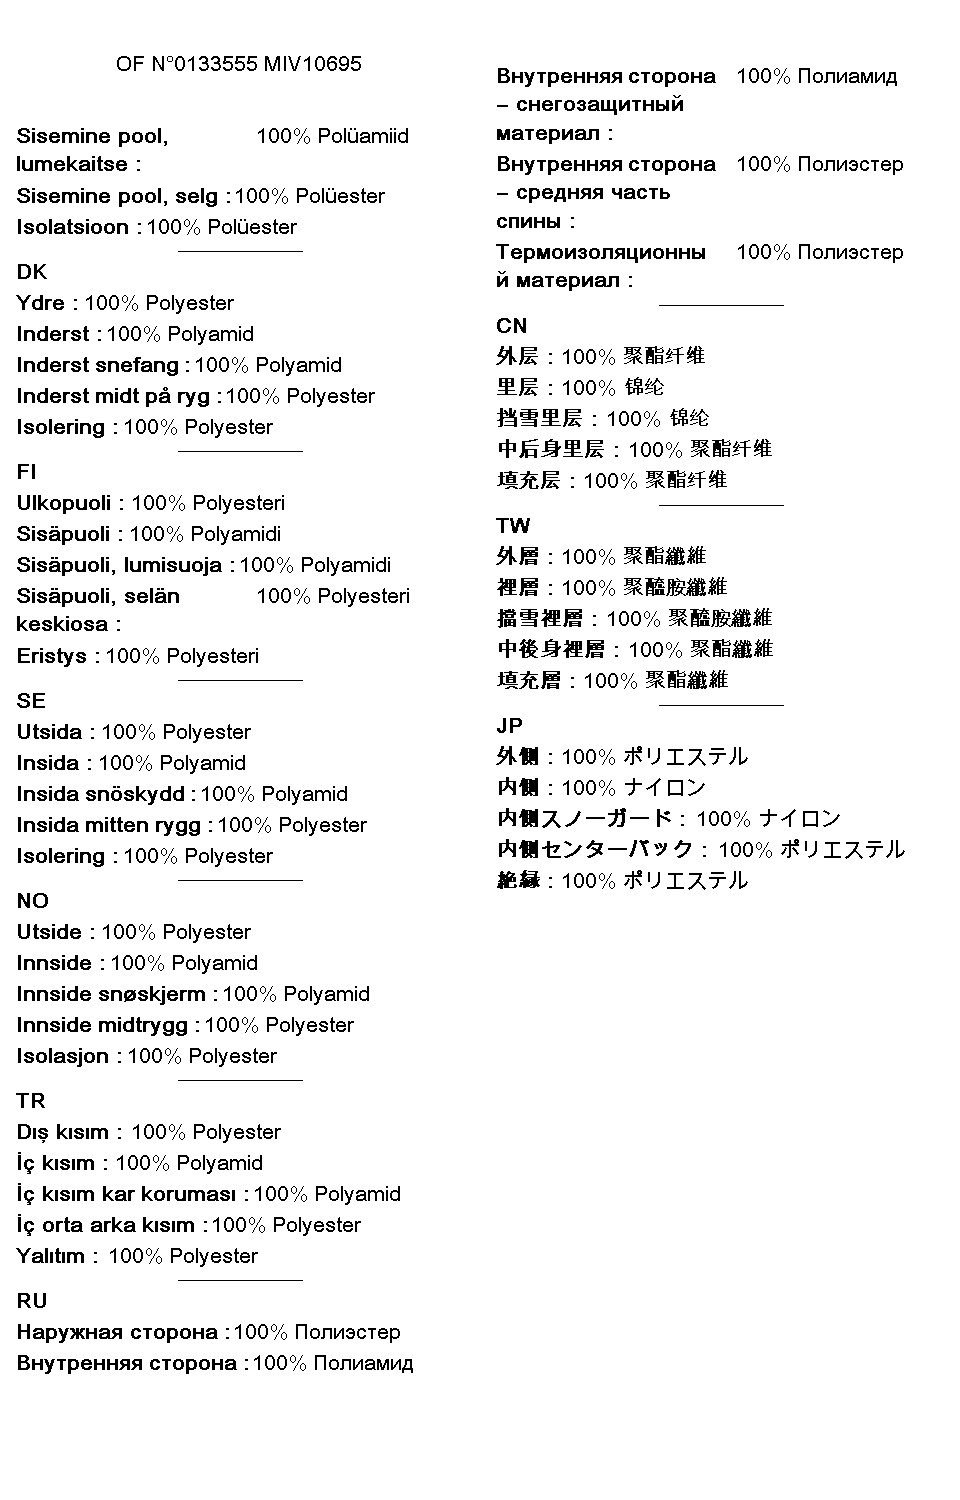 OF N°0133555 MIV10695
Sisemine pool, 100% Polüamiid
lumekaitse :
Sisemine pool, selg : 100% Polüester
Isolatsioon : 100% Polüester
DK
Ydre : 100% Polyester
Inderst : 100% Polyamid
Inderst snefang : 100% Polyamid
Inderst midt på ryg : 100% Polyester
Isolering : 100% Polyester
FI
Ulkopuoli : 100% Polyesteri
Sisäpuoli : 100% Polyamidi
Sisäpuoli, lumisuoja : 100% Polyamidi
Sisäpuoli, selän 100% Polyesteri
keskiosa :
Eristys : 100% Polyesteri
SE
Utsida : 100% Polyester
Insida : 100% Polyamid
Insida snöskydd : 100% Polyamid
Insida mitten rygg : 100% Polyester
Isolering : 100% Polyester
NO
Utside : 100% Polyester
Innside : 100% Polyamid
Innside snøskjerm : 100% Polyamid
Innside midtrygg : 100% Polyester
Isolasjon : 100% Polyester
TR
Dış kısım : 100% Polyester
İç kısım : 100% Polyamid
İç kısım kar koruması : 100% Polyamid
İç orta arka kısım : 100% Polyester
Yalıtım : 100% Polyester
RU
Наружная сторона : 100% Полиэстер
Внутренняя сторона : 100% Полиамид
Внутренняя сторона 100% Полиамид
– снегозащитный
материал :
Внутренняя сторона 100% Полиэстер
– средняя часть
спины :
Термоизоляционны 100% Полиэстер
й материал :
CN
外层 : 100% 聚酯纤维
里层 : 100% 锦纶
挡雪里层 : 100% 锦纶
中后身里层 : 100% 聚酯纤维
填充层 : 100% 聚酯纤维
TW
外層 : 100% 聚酯纖維
裡層 : 100% 聚醯胺纖維
擋雪裡層 : 100% 聚醯胺纖維
中後身裡層 : 100% 聚酯纖維
填充層 : 100% 聚酯纖維
JP
外側 : 100% ポリエステル
内側 : 100% ナイロン
内側スノーガード : 100% ナイロン
内側センターバック : 100% ポリエステル
絶縁 : 100% ポリエステル